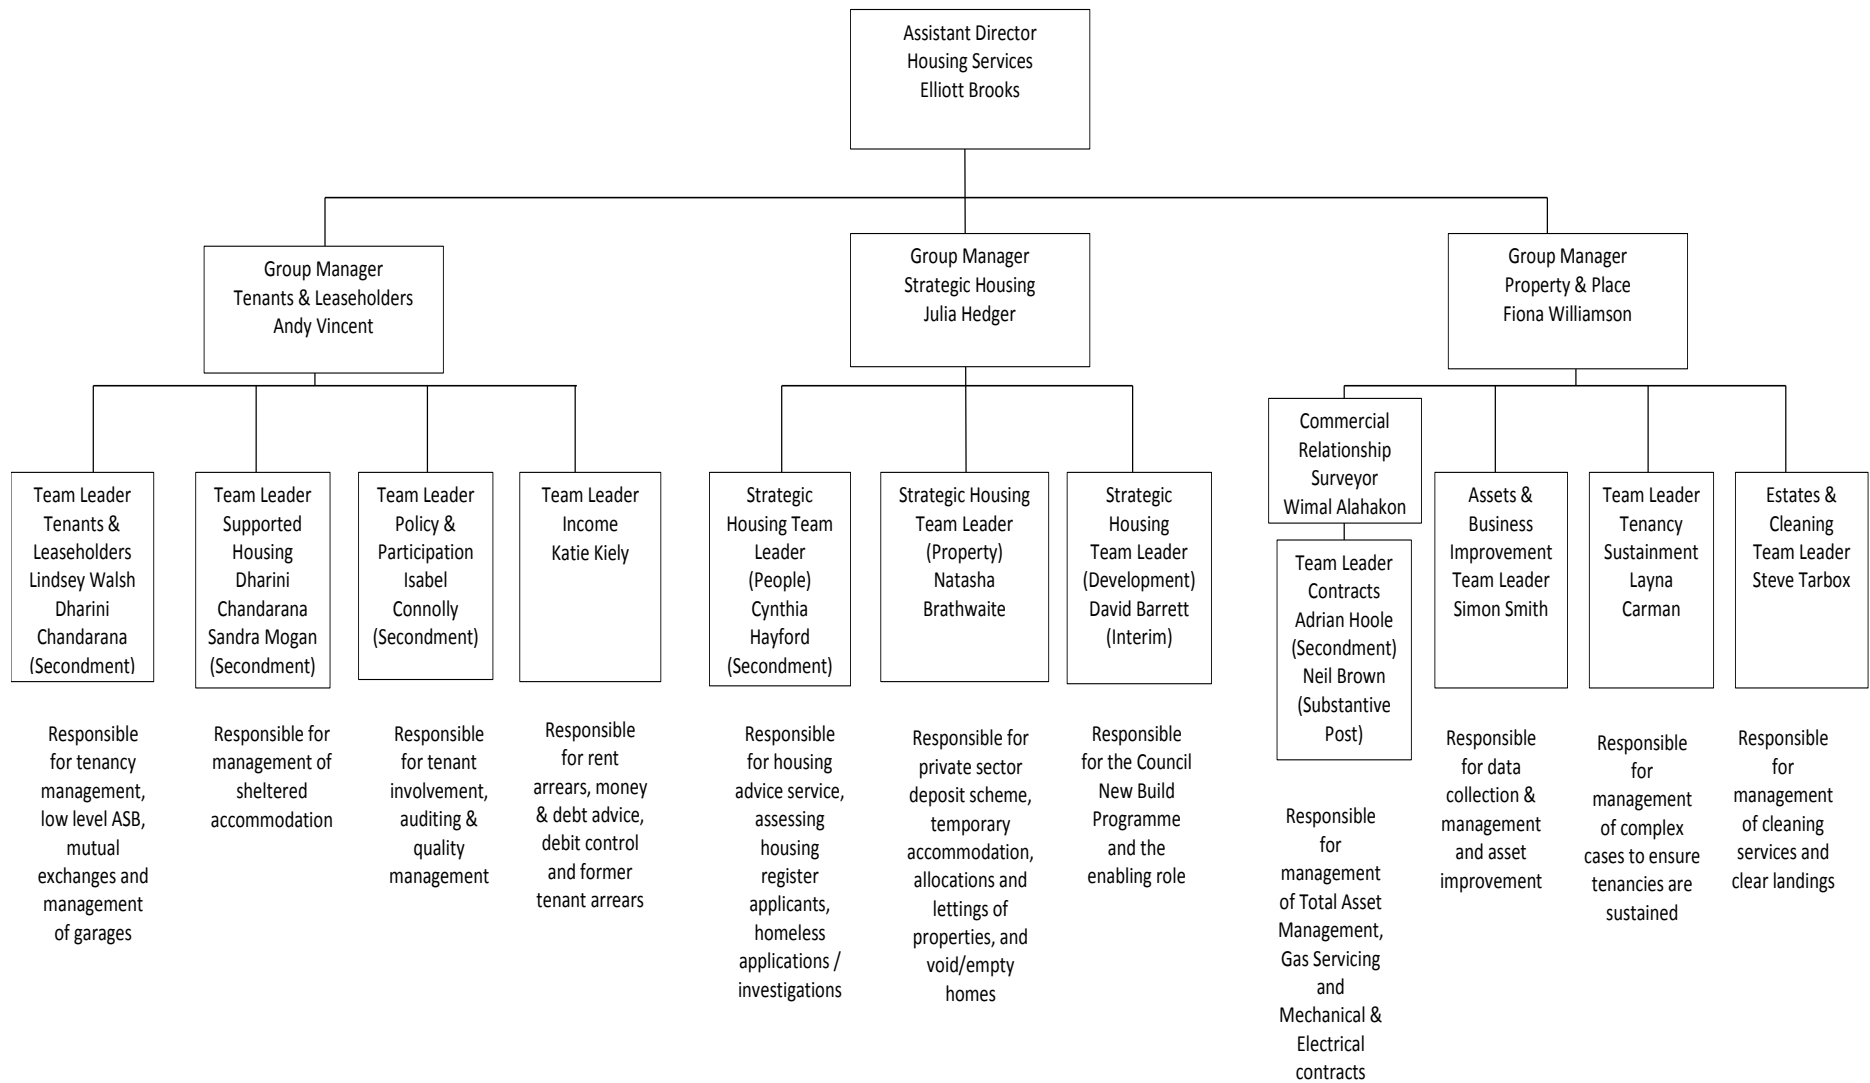 Assistant Director
Housing Services
Elliott Brooks
Group Manager
Tenants & Leaseholders
Andy Vincent
Group Manager
Strategic Housing
Julia Hedger
Group Manager
Property & Place
Fiona Williamson
Team Leader
Tenants &
Leaseholders
Lindsey Walsh
Dharini
Chandarana
(Secondment)
Team Leader
Supported
Housing
Dharini
Chandarana
Sandra Mogan
(Secondment)
Team Leader
Policy &
Participation
Isabel
Connolly
(Secondment)
Team Leader
Income
Katie Kiely
Strategic
Housing Team
Leader
(People)
Cynthia
Hayford
(Secondment)
Strategic Housing
Team Leader
(Property)
Natasha
Brathwaite
Strategic
Housing
Team Leader
(Development)
David Barrett
(Interim)
Commercial
Relationship
Surveyor
Wimal Alahakon
Team Leader
Contracts
Adrian Hoole
(Secondment)
Neil Brown
(Substantive
Post)
Assets &
Business
Improvement
Team Leader
Simon Smith
Team Leader
Tenancy
Sustainment
Layna
Carman
Estates &
Cleaning
Team Leader
Steve Tarbox
Responsible
for tenancy
management,
low level ASB,
mutual
exchanges and
management
of garages
Responsible for
management of
sheltered
accommodation
Responsible
for tenant
involvement,
auditing &
quality
management
Responsible
for rent
arrears, money
& debt advice,
debit control
and former
tenant arrears
Responsible
for housing
advice service,
assessing
housing
register
applicants,
homeless
applications /
investigations
Responsible for
private sector
deposit scheme,
temporary
accommodation,
allocations and
lettings of
properties, and
void/empty
homes
Responsible
for the Council
New Build
Programme
and the
enabling role
Responsible
for
management
of Total Asset
Management,
Gas Servicing
and
Mechanical &
Electrical
contracts
Responsible
for data
collection &
management
and asset
improvement
Responsible
for
management
of complex
cases to ensure
tenancies are
sustained
Responsible
for
management
of cleaning
services and
clear landings